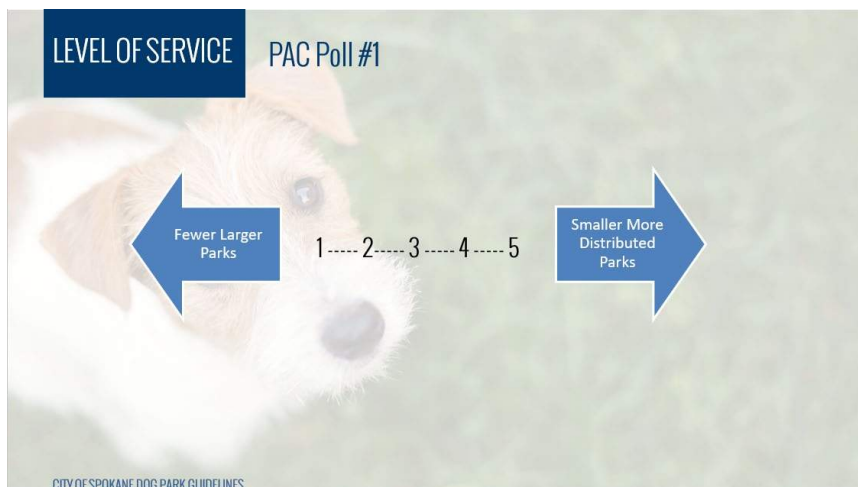 LEVEL OF SERVICE
PAC Poll #1
Fewer Larger
Parks
1 ----- 2----- 3 ----- 4 ----- 5
Smaller More
Distributed
Parks
CITY OF SPOKANE DOG PARK GUIDELINES